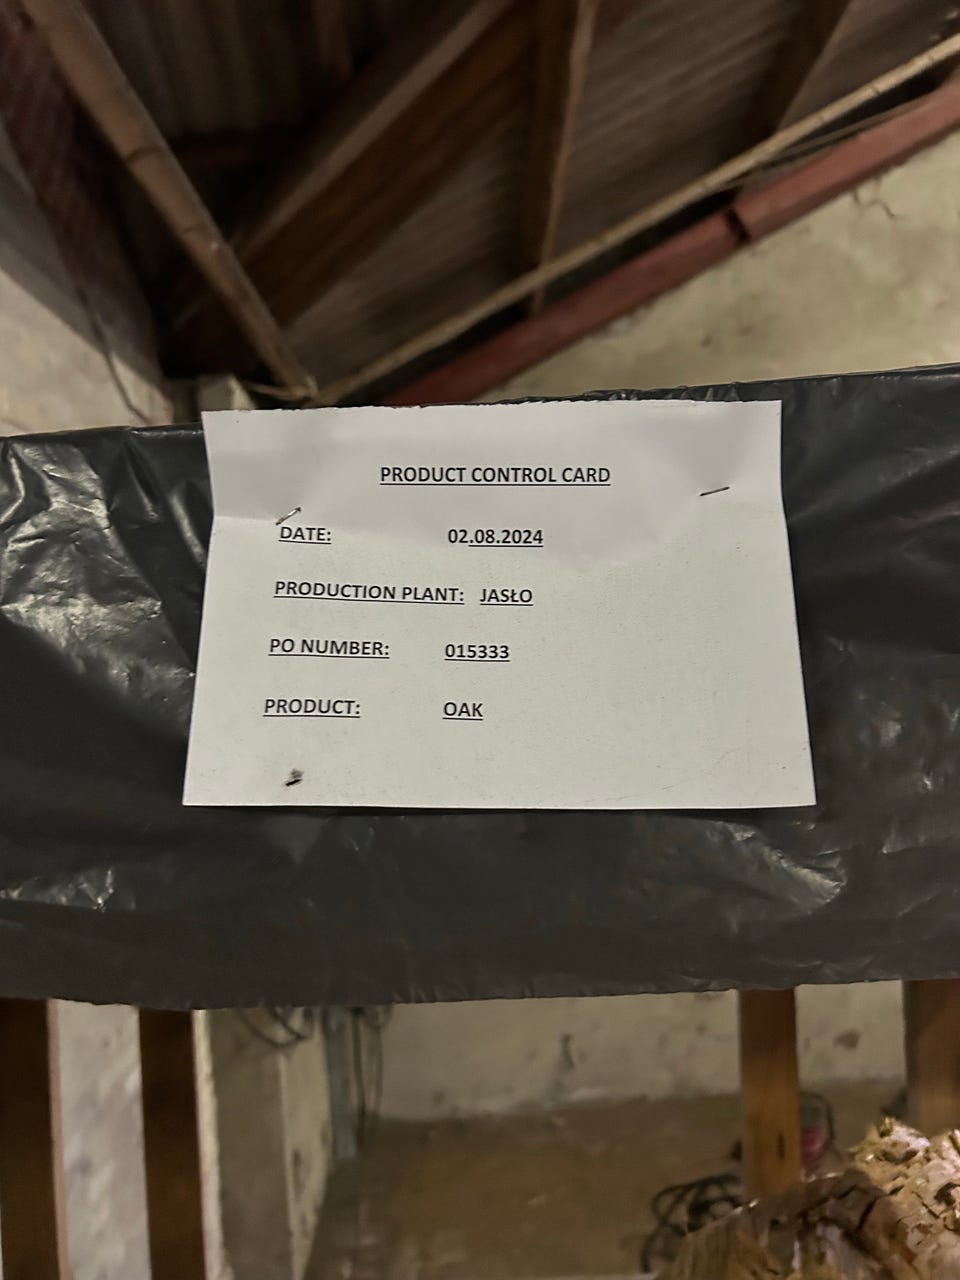 PRODUCT CONTROL CARD
DATE: 02.08.2024
PRODUCTION PLANT: JASŁO
PO NUMBER: 015333
PRODUCT: OAK